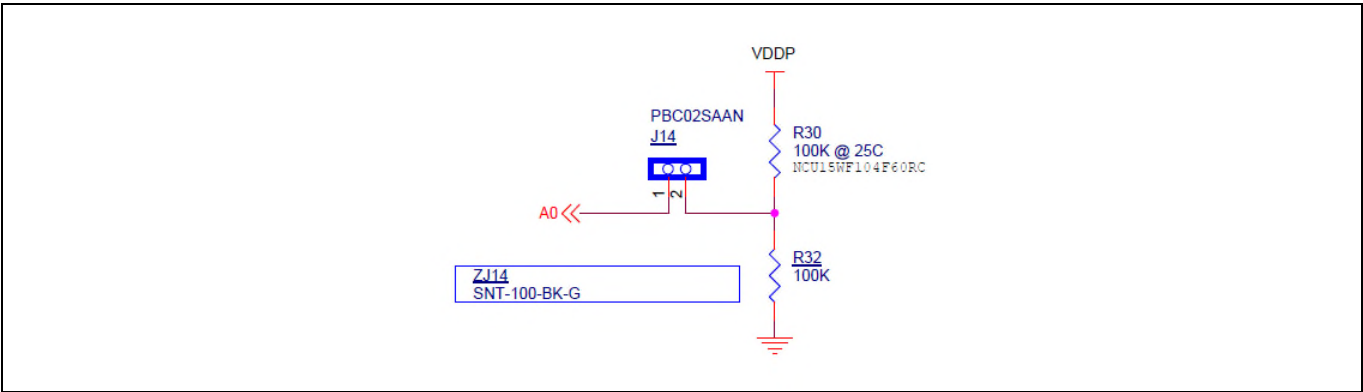 VDDP
PBC02SAAN
J14
R30
100K @ 25C
NCU15WF104F60RC
1
2
A0
R32
100K
ZJ14
SNT-100-BK-G